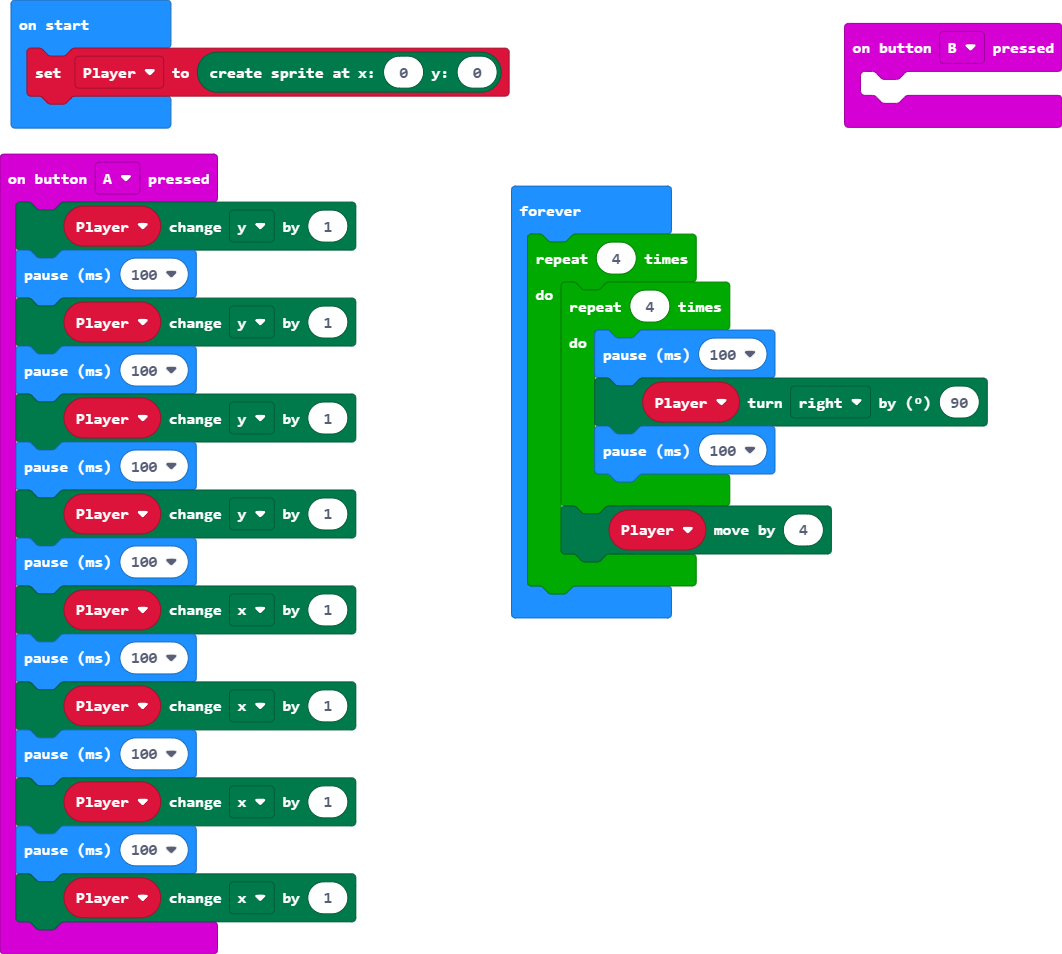 on start
set Player to create sprite at x: 0 y: 0
on button B pressed
on button A pressed
Player change y by 1
pause (ms) 100
Player change y by 1
pause (ms) 100
Player change y by 1
pause (ms) 100
Player change y by 1
pause (ms) 100
Player change x by 1
pause (ms) 100
Player change x by 1
pause (ms) 100
Player change x by 1
pause (ms) 100
Player change x by 1
forever
repeat 4 times
do
repeat 4 times
do
pause (ms) 100
Player turn right by (º) 90
pause (ms) 100
Player move by 4